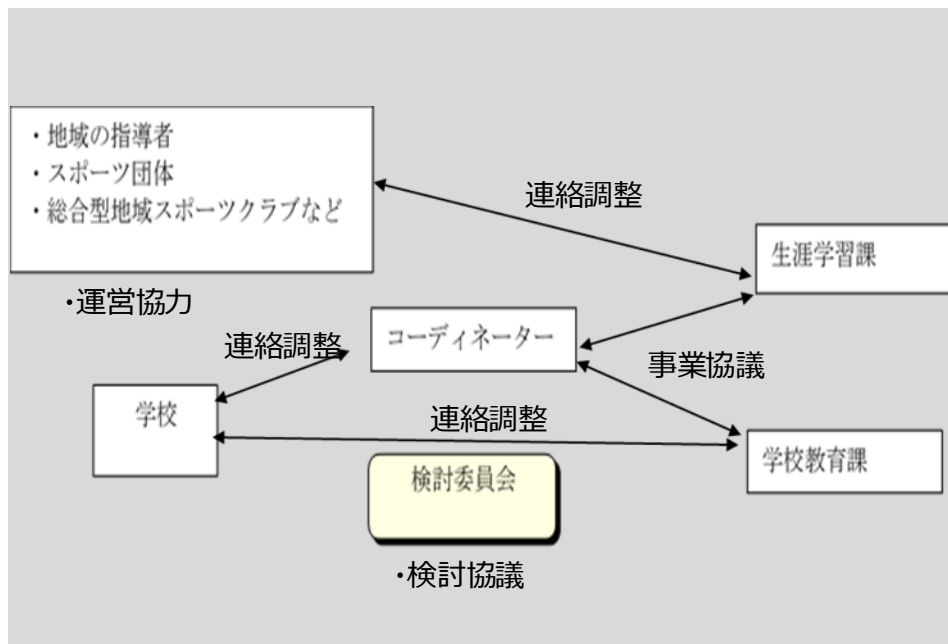 ・地域の指導者
・スポーツ団体
・総合型地域スポーツクラブなど
連絡調整
生涯学習課
・運営協力
連絡調整
コーディネーター
事業協議
学校
連絡調整
学校教育課
検討委員会
・検討協議